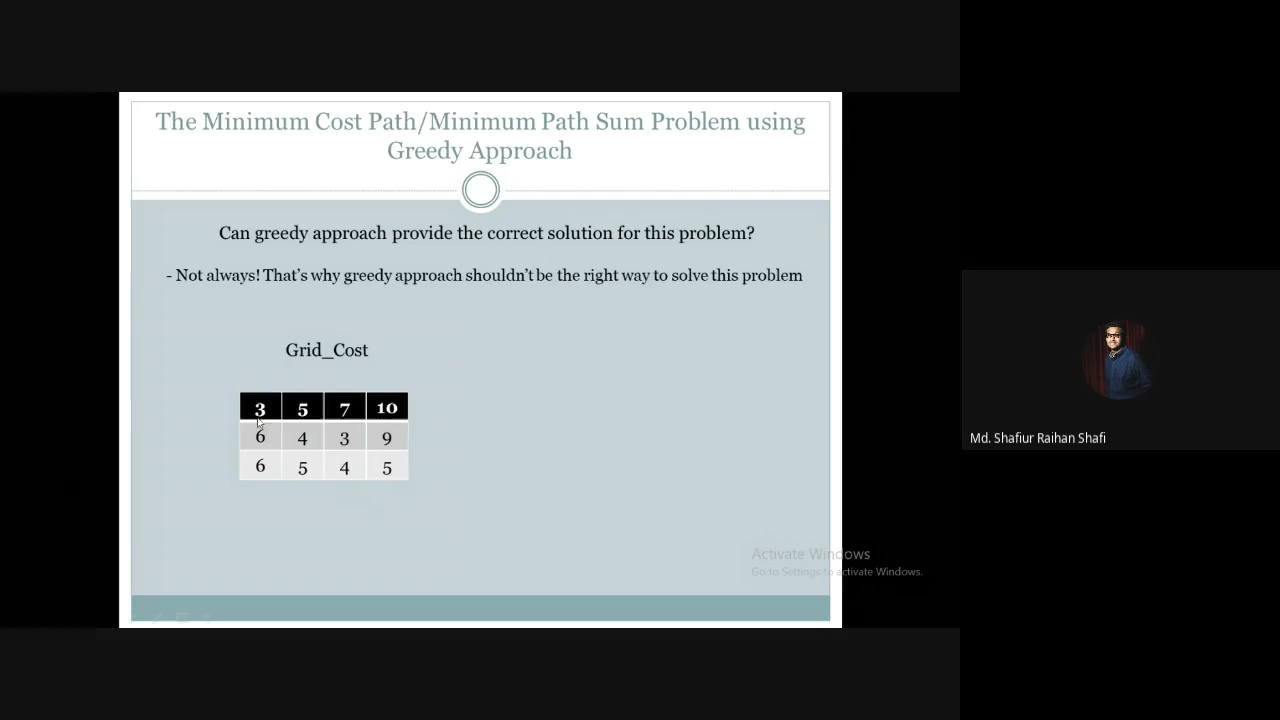 The Minimum Cost Path/Minimum Path Sum Problem using
Greedy Approach
Can greedy approach provide the correct solution for this problem?
- Not always! That's why greedy approach shouldn't be the right way to solve this problem
Grid_Cost
3 5 7 10
6 4 3 9
6 5 4 5
Md. Shafiur Raihan Shafi
Activate Windows
Go to Settings to activate Windows.